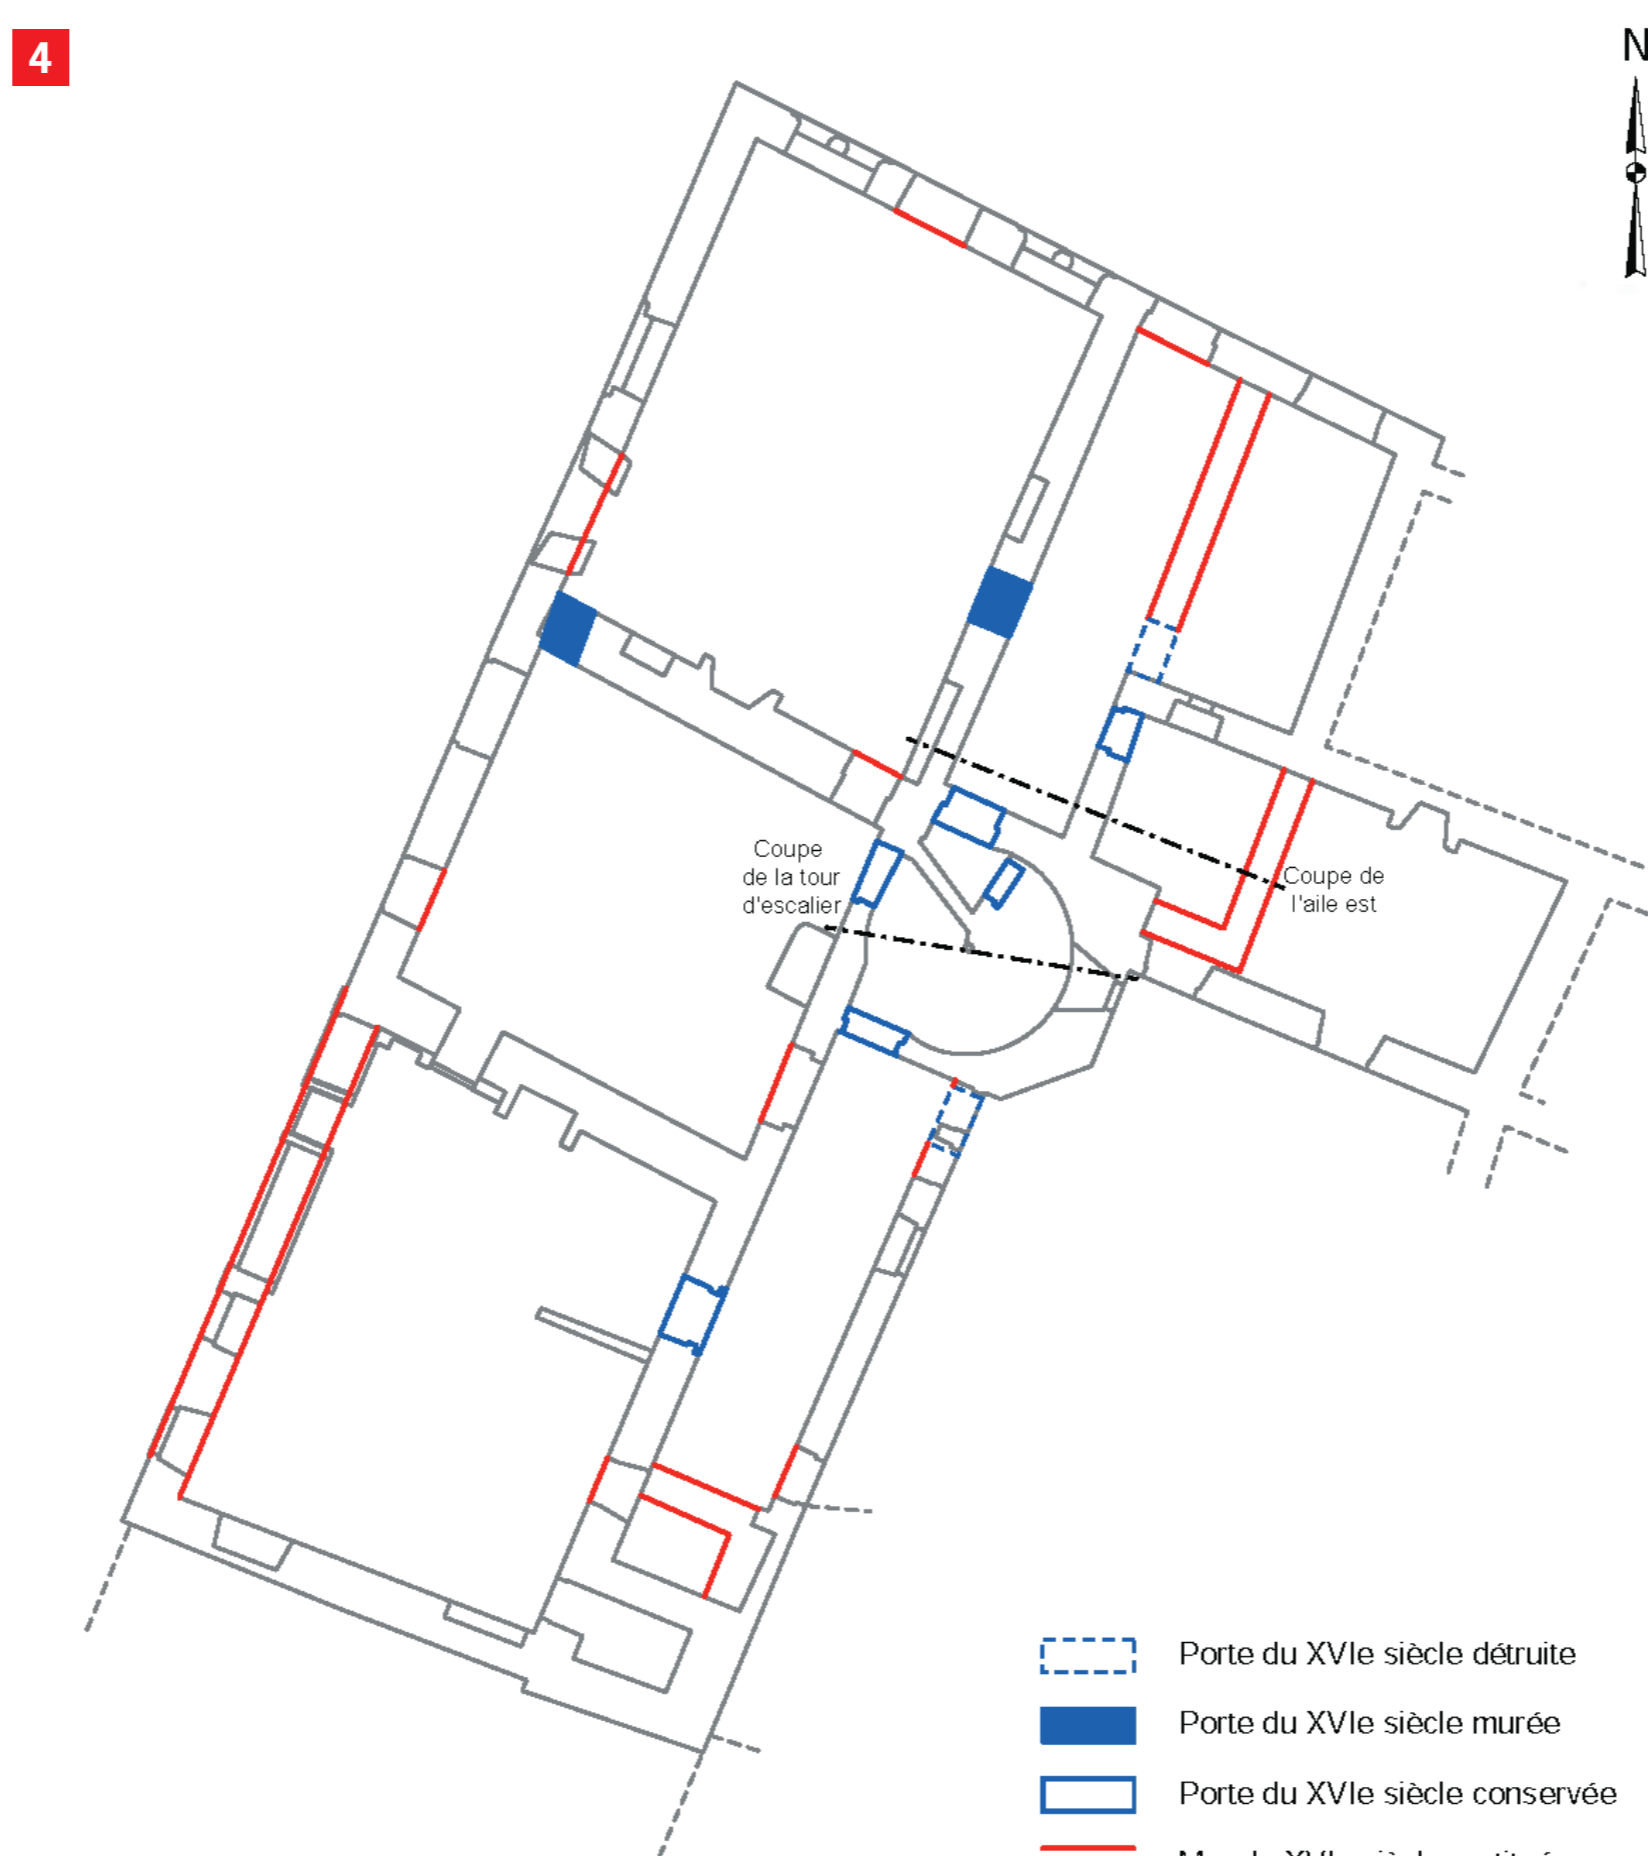 4
N
Coupe
de la tour
d'escalier
Coupe de
l'aile est
Porte du XVIe siècle détruite
Porte du XVIe siècle murée
Porte du XVIe siècle conservée